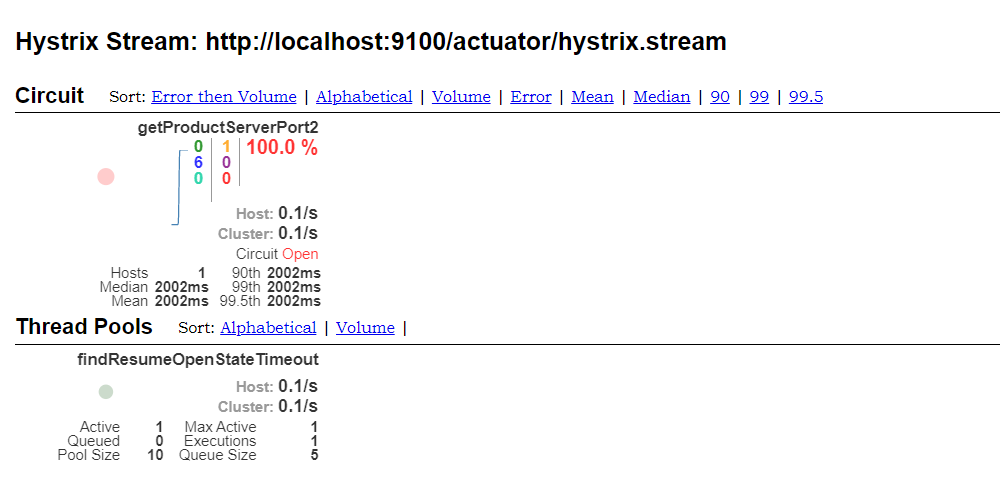 Hystrix Stream: http://localhost:9100/actuator/hystrix.stream
Circuit Sort: Error then Volume | Alphabetical | Volume | Error | Mean | Median | 90 | 99 | 99.5
getProductServerPort2
0 1 100.0 %
6 0
0 0
Host: 0.1/s
Cluster: 0.1/s
Circuit Open
Hosts 1 90th 2002ms
Median 2002ms 99th 2002ms
Mean 2002ms 99.5th 2002ms
Thread Pools Sort: Alphabetical | Volume |
findResumeOpenStateTimeout
Host: 0.1/s
Cluster: 0.1/s
Active 1 Max Active 1
Queued 0 Executions 1
Pool Size 10 Queue Size 5